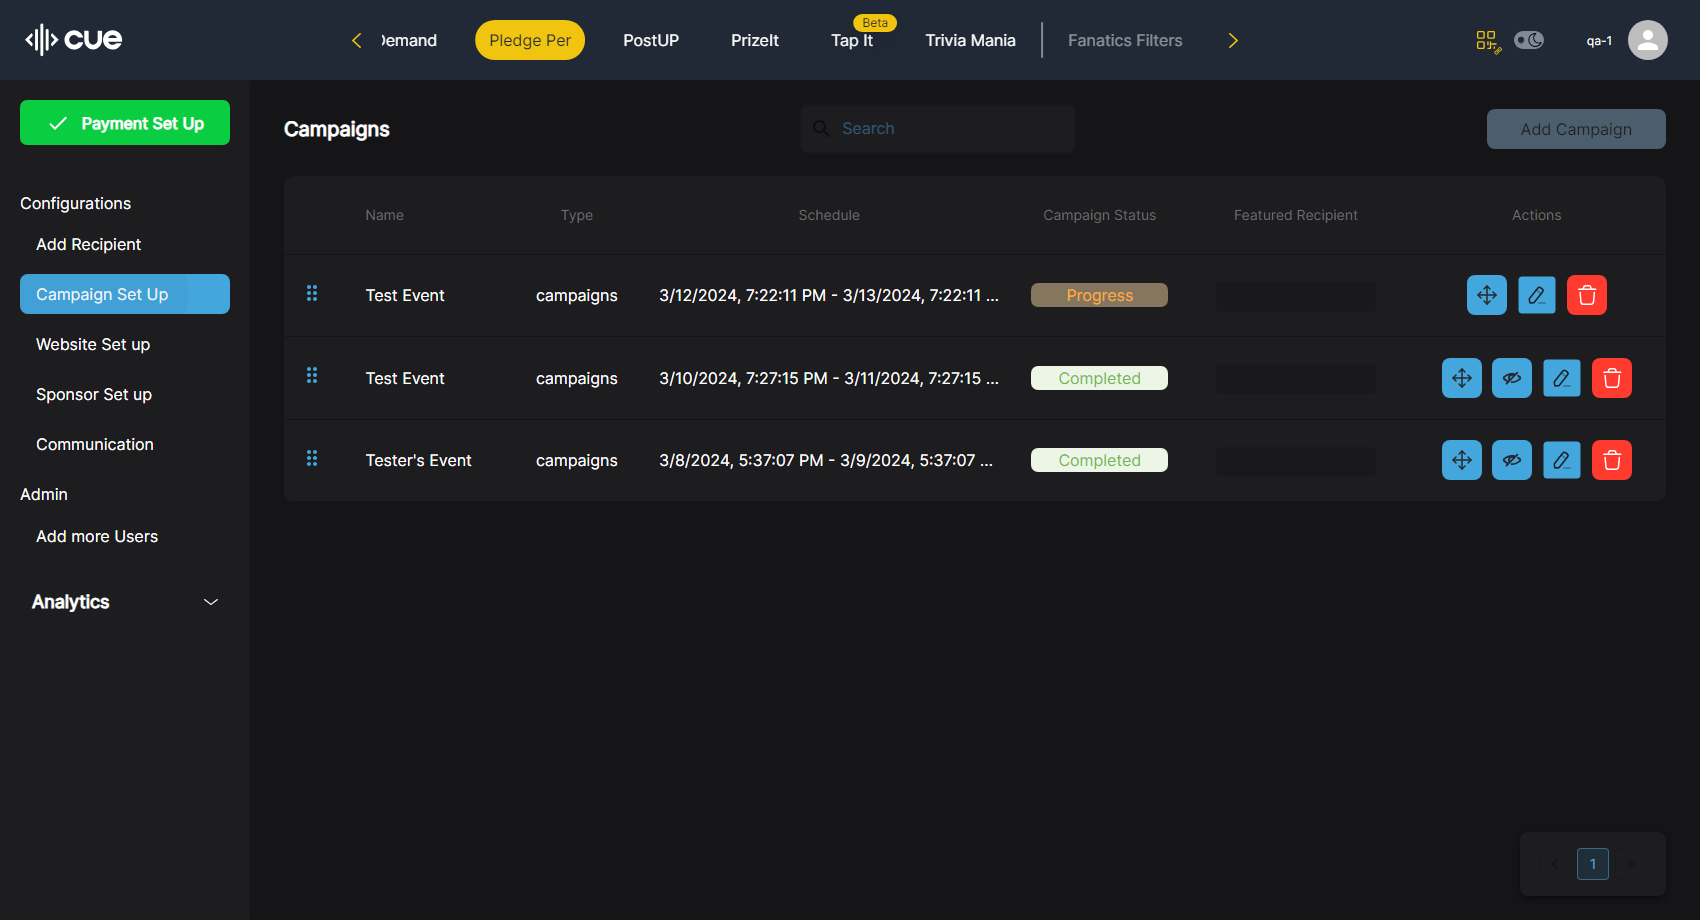 cue
Demand
Pledge Per
PostUP
PrizeIt
Tap It
Beta
Trivia Mania
Fanatics Filters
qa-1
Payment Set Up
Configurations
Add Recipient
Campaign Set Up
Website Set up
Sponsor Set up
Communication
Admin
Add more Users
Analytics
Campaigns
Search
Add Campaign
Name Type Schedule Campaign Status Featured Recipient Actions
Test Event campaigns 3/12/2024, 7:22:11 PM - 3/13/2024, 7:22:11 ... Progress
Test Event campaigns 3/10/2024, 7:27:15 PM - 3/11/2024, 7:27:15 ... Completed
Tester's Event campaigns 3/8/2024, 5:37:07 PM - 3/9/2024, 5:37:07 ... Completed
1